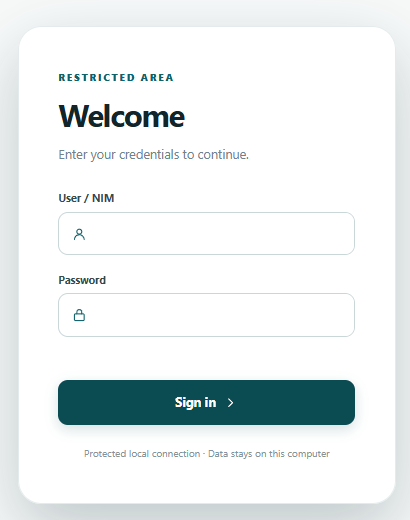 RESTRICTED AREA
Welcome
Enter your credentials to continue.
User / NIM
Password
Sign in
Protected local connection · Data stays on this computer